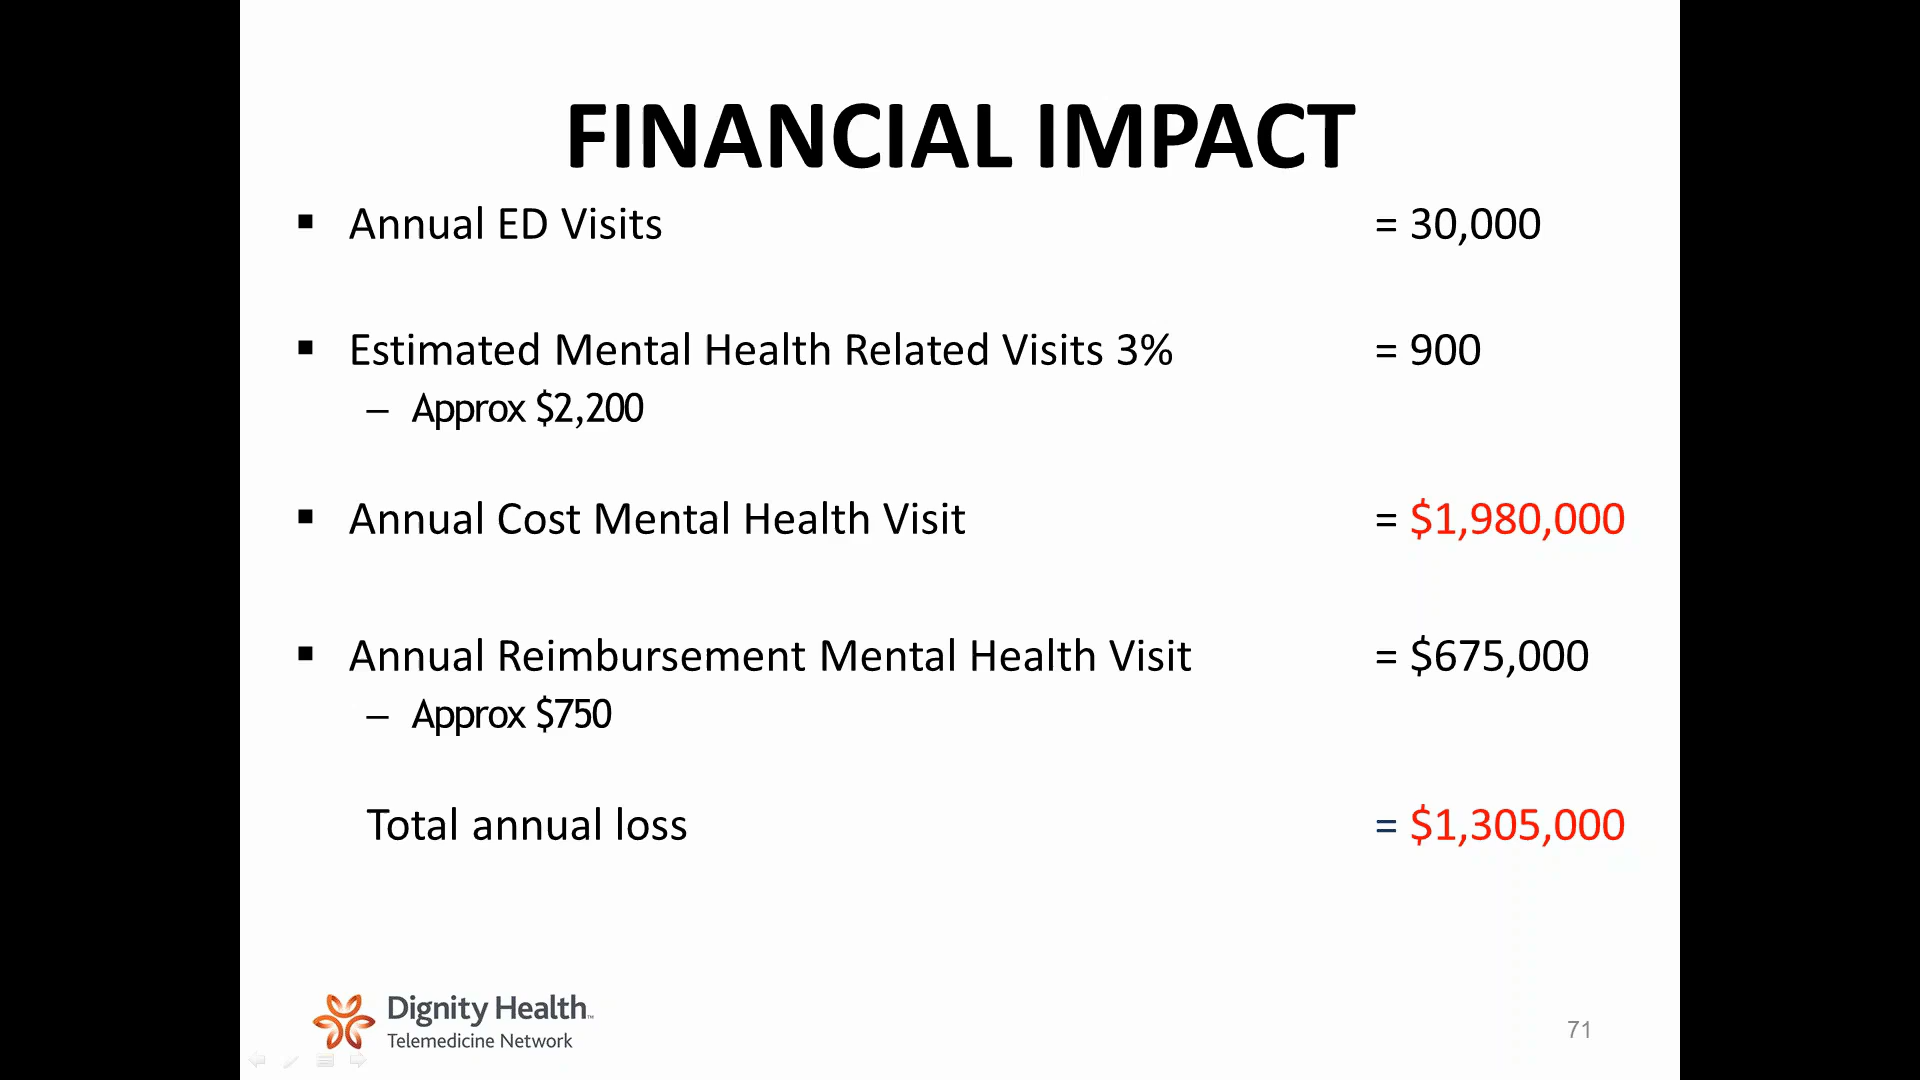 FINANCIAL IMPACT
▪ Annual ED Visits = 30,000
▪ Estimated Mental Health Related Visits 3% = 900
– Approx $2,200
▪ Annual Cost Mental Health Visit = $1,980,000
▪ Annual Reimbursement Mental Health Visit = $675,000
– Approx $750
Total annual loss = $1,305,000
Dignity Health™
Telemedicine Network
71